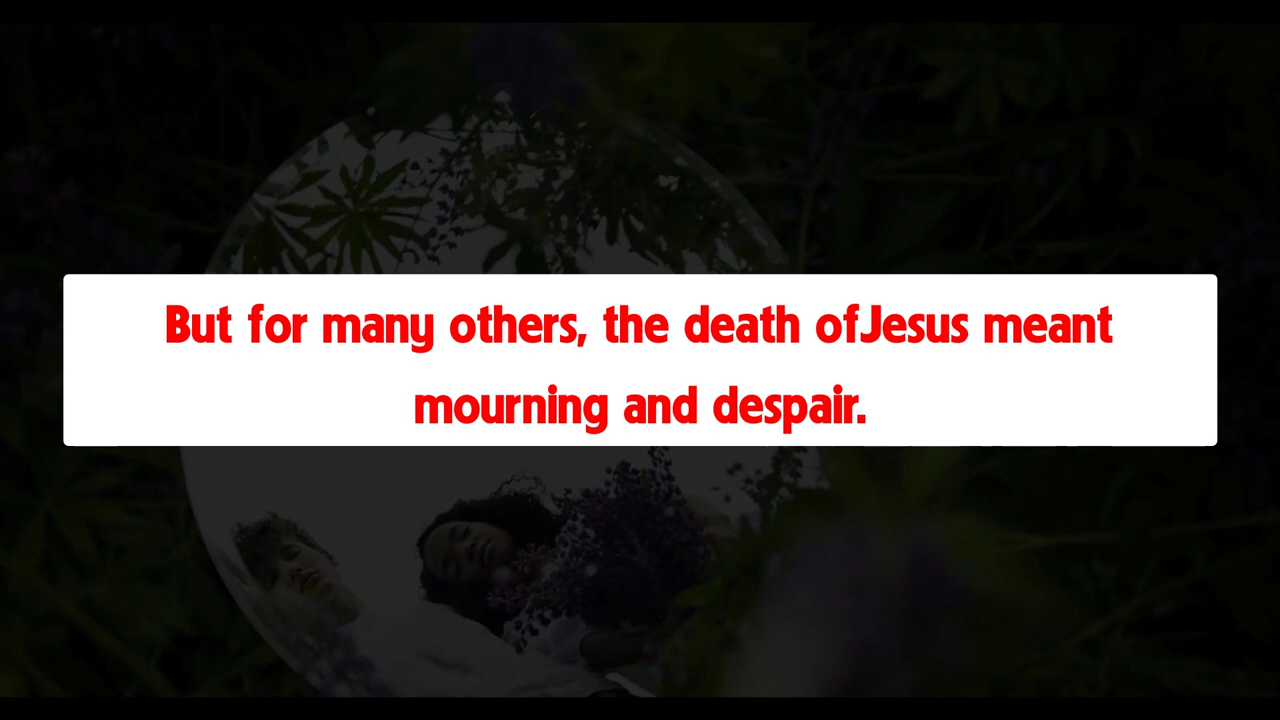 But for many others, the death ofJesus meant
mourning and despair.